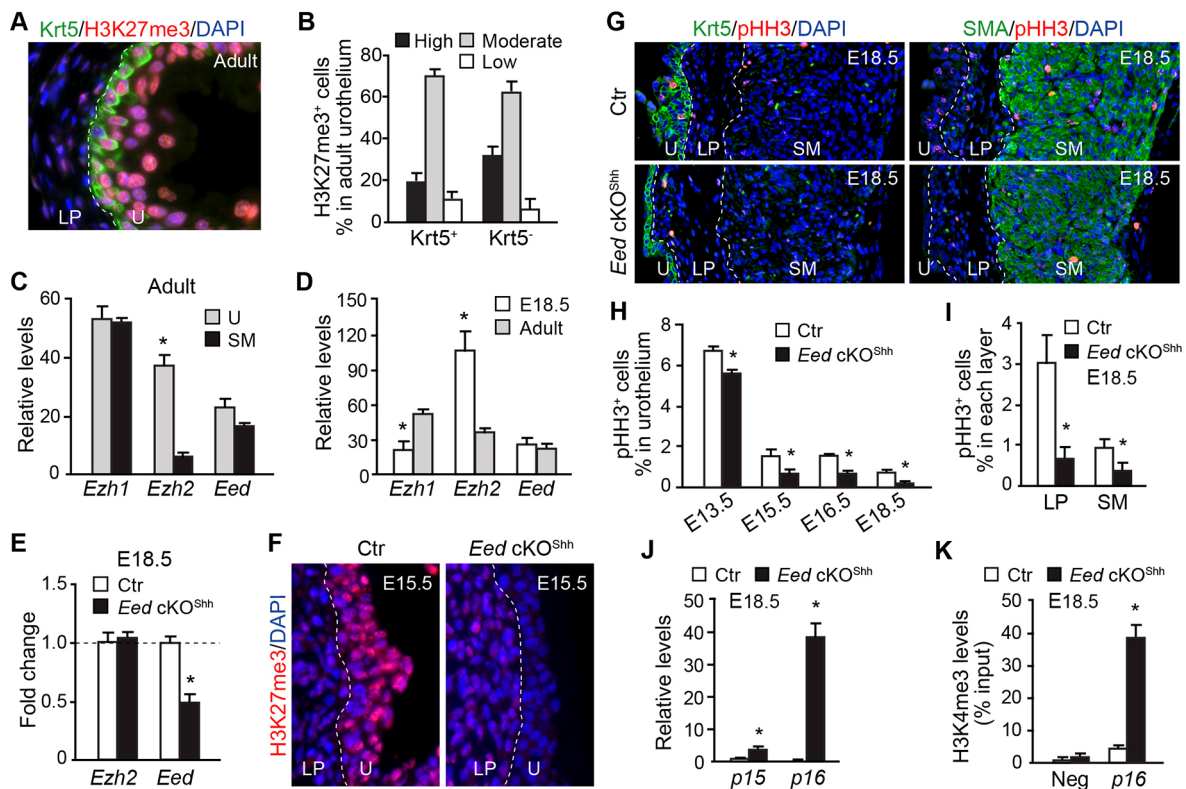 A
Krt5/H3K27me3/DAPI
Adult
LP
U
B
High
Moderate
Low
H3K27me3⁺ cells
% in adult urothelium
80
60
40
20
0
Krt5⁺
Krt5⁻
C
Adult
U
SM
Relative levels
60
40
20
0
*
Ezh1
Ezh2
Eed
D
E18.5
Adult
Relative levels
150
120
90
60
30
0
*
*
Ezh1
Ezh2
Eed
E
E18.5
Ctr
Eed cKOˢʰʰ
Fold change
1.5
1.0
0.5
0
*
Ezh2
Eed
F
Ctr
Eed cKOˢʰʰ
H3K27me3/DAPI
E15.5
E15.5
LP
U
LP
U
G
Krt5/pHH3/DAPI
SMA/pHH3/DAPI
Ctr
E18.5
E18.5
U
LP
SM
U
LP
SM
Eed cKOˢʰʰ
E18.5
E18.5
U
LP
SM
U
LP
SM
H
Ctr
Eed cKOˢʰʰ
pHH3⁺ cells
% in urothelium
8
6
4
2
0
*
*
*
*
E13.5
E15.5
E16.5
E18.5
I
Ctr
Eed cKOˢʰʰ
E18.5
pHH3⁺ cells
% in each layer
4
3
2
1
0
*
*
LP
SM
J
Ctr
Eed cKOˢʰʰ
E18.5
Relative levels
50
40
30
20
10
0
*
*
p15
p16
K
Ctr
Eed cKOˢʰʰ
E18.5
H3K4me3 levels
(% input)
50
40
30
20
10
0
*
Neg
p16